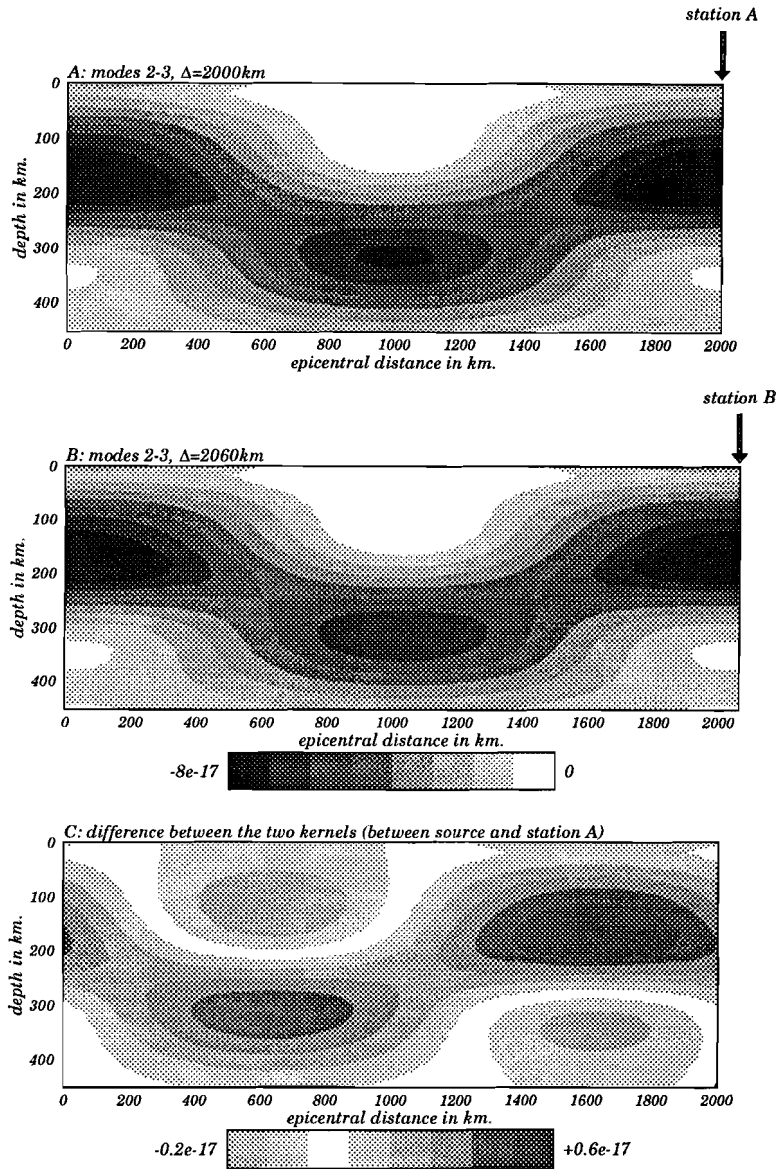 station A
A: modes 2-3, Δ=2000km
0
100
200
300
400
depth in km.
0 200 400 600 800 1000 1200 1400 1600 1800 2000
epicentral distance in km.
station B
B: modes 2-3, Δ=2060km
0
100
200
300
400
depth in km.
0 200 400 600 800 1000 1200 1400 1600 1800 2000
epicentral distance in km.
-8e-17 0
C: difference between the two kernels (between source and station A)
0
100
200
300
400
depth in km.
0 200 400 600 800 1000 1200 1400 1600 1800 2000
epicentral distance in km.
-0.2e-17 +0.6e-17